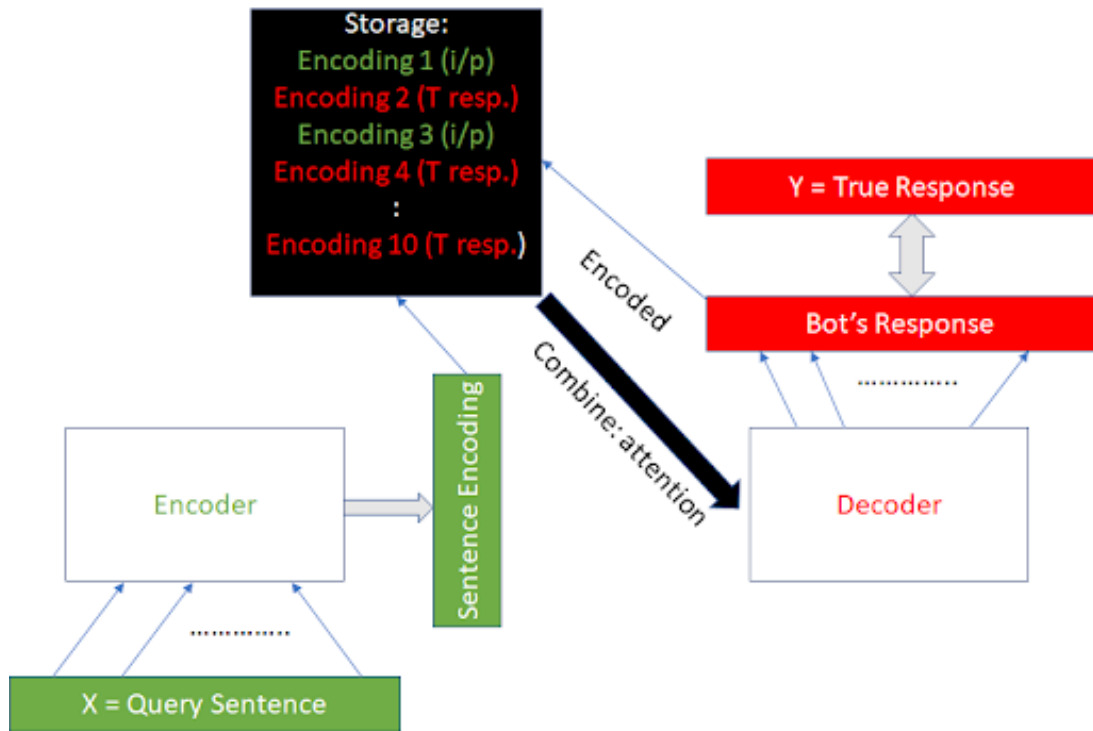 Storage:
Encoding 1 (i/p)
Encoding 2 (T resp.)
Encoding 3 (i/p)
Encoding 4 (T resp.)
:
Encoding 10 (T resp.)
Y = True Response
Encoded
Bot's Response
Combine: attention
…………..
Sentence Encoding
Encoder
Decoder
…………..
X = Query Sentence